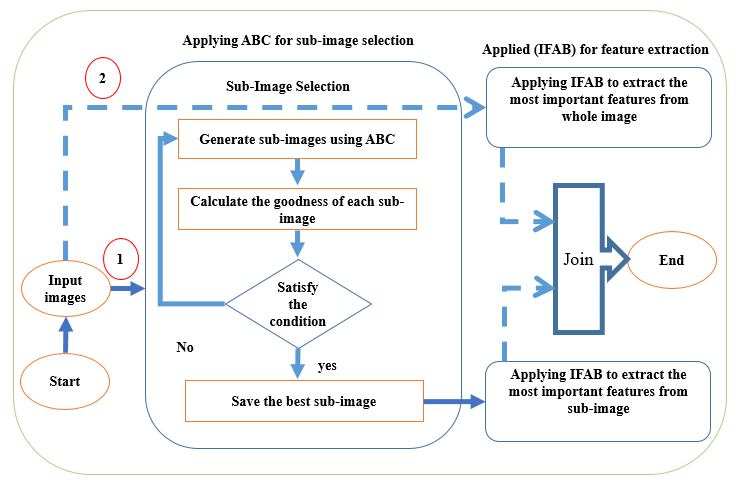 Applying ABC for sub-image selection
Applied (IFAB) for feature extraction
2
Sub-Image Selection
Applying IFAB to extract the
most important features from
whole image
Generate sub-images using ABC
Calculate the goodness of each sub-
image
1
Input
images
Satisfy
the
condition
Join
End
No
yes
Start
Save the best sub-image
Applying IFAB to extract the
most important features from
sub-image